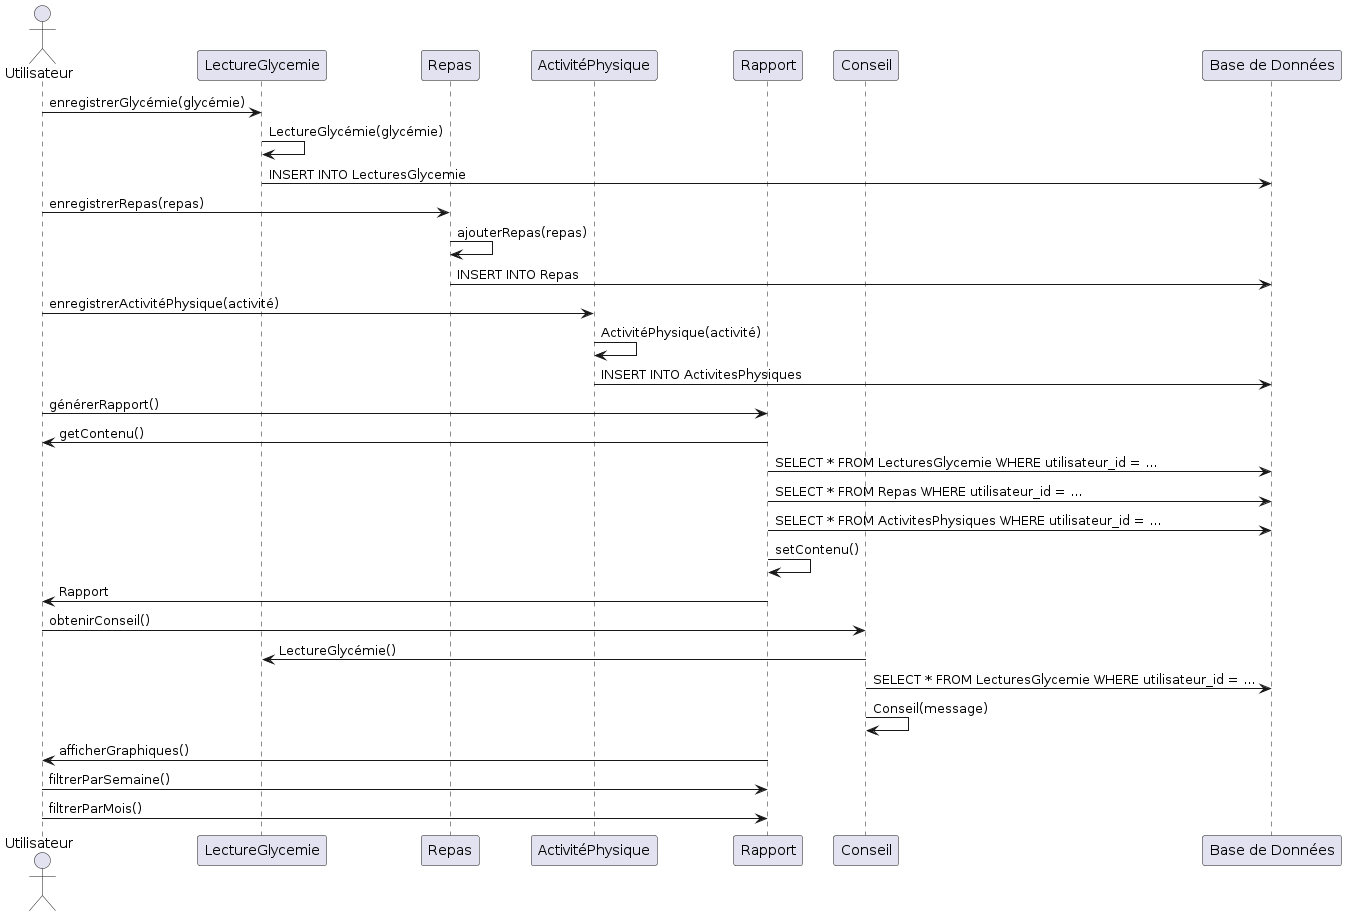 Utilisateur
LectureGlycemie
Repas
ActivitéPhysique
Rapport
Conseil
Base de Données
enregistrerGlycémie(glycémie)
LectureGlycémie(glycémie)
INSERT INTO LecturesGlycemie
enregistrerRepas(repas)
ajouterRepas(repas)
INSERT INTO Repas
enregistrerActivitéPhysique(activité)
ActivitéPhysique(activité)
INSERT INTO ActivitesPhysiques
générerRapport()
getContenu()
SELECT * FROM LecturesGlycemie WHERE utilisateur_id = ...
SELECT * FROM Repas WHERE utilisateur_id = ...
SELECT * FROM ActivitesPhysiques WHERE utilisateur_id = ...
setContenu()
Rapport
obtenirConseil()
LectureGlycémie()
SELECT * FROM LecturesGlycemie WHERE utilisateur_id = ...
Conseil(message)
afficherGraphiques()
filtrerParSemaine()
filtrerParMois()
Utilisateur
LectureGlycemie
Repas
ActivitéPhysique
Rapport
Conseil
Base de Données